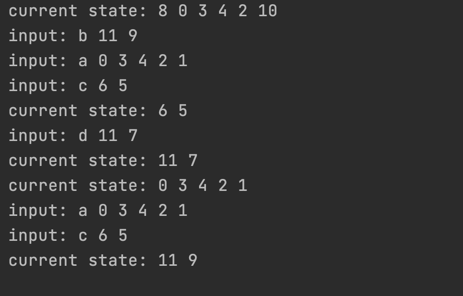 current state: 8 0 3 4 2 10
input: b 11 9
input: a 0 3 4 2 1
input: c 6 5
current state: 6 5
input: d 11 7
current state: 11 7
current state: 0 3 4 2 1
input: a 0 3 4 2 1
input: c 6 5
current state: 11 9